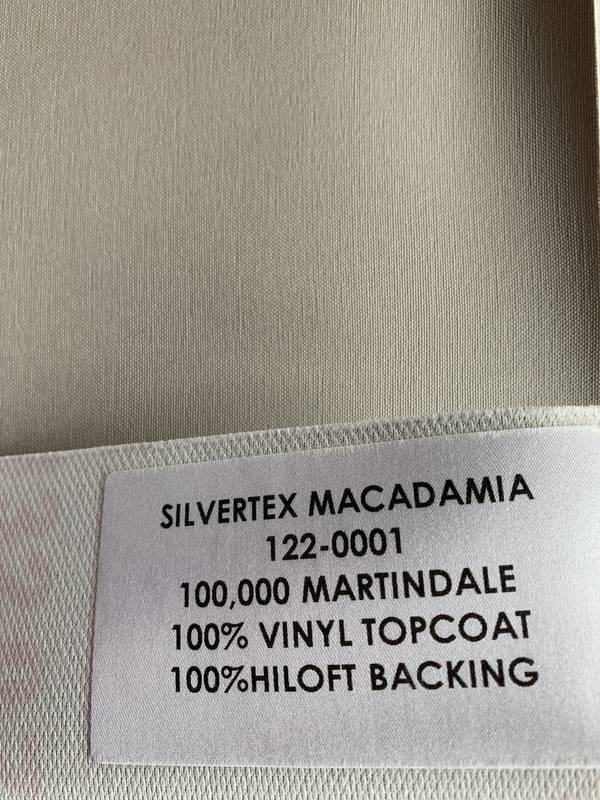 SILVERTEX MACADAMIA
122-0001
100,000 MARTINDALE
100% VINYL TOPCOAT
100%HILOFT BACKING